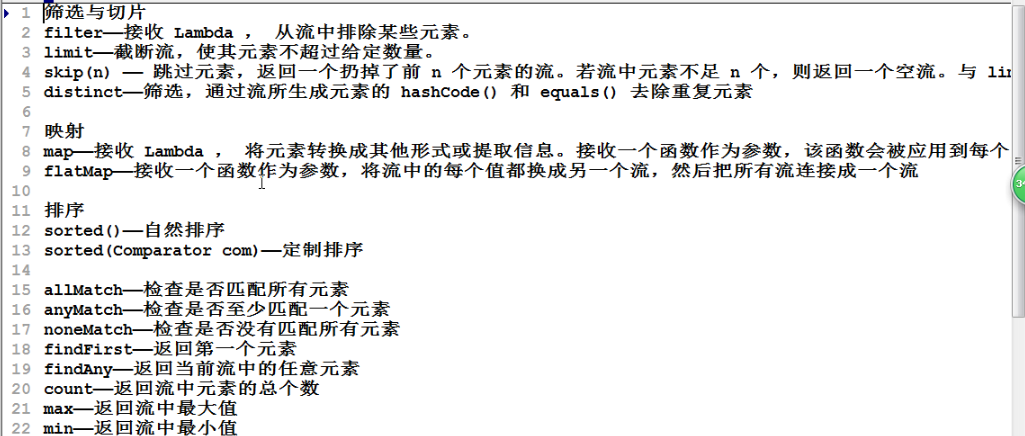 1 筛选与切片
2 filter——接收 Lambda ， 从流中排除某些元素。
3 limit——截断流，使其元素不超过给定数量。
4 skip(n) —— 跳过元素，返回一个扔掉了前 n 个元素的流。若流中元素不足 n 个，则返回一个空流。与 lim
5 distinct——筛选，通过流所生成元素的 hashCode() 和 equals() 去除重复元素
6
7 映射
8 map——接收 Lambda ， 将元素转换成其他形式或提取信息。接收一个函数作为参数，该函数会被应用到每个
9 flatMap——接收一个函数作为参数，将流中的每个值都换成另一个流，然后把所有流连接成一个流
10
11 排序
12 sorted()——自然排序
13 sorted(Comparator com)——定制排序
14
15 allMatch——检查是否匹配所有元素
16 anyMatch——检查是否至少匹配一个元素
17 noneMatch——检查是否没有匹配所有元素
18 findFirst——返回第一个元素
19 findAny——返回当前流中的任意元素
20 count——返回流中元素的总个数
21 max——返回流中最大值
22 min——返回流中最小值